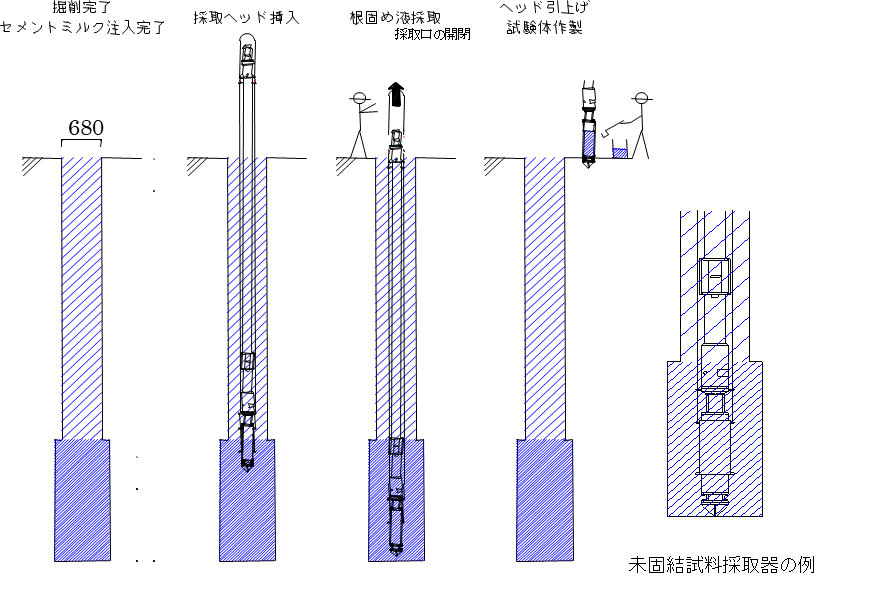 掘削完了
セメントミルク注入完了
採取ヘッド挿入
根固め液採取
採取口の開閉
ヘッド引上げ
試験体作製
680
未固結試料採取器の例